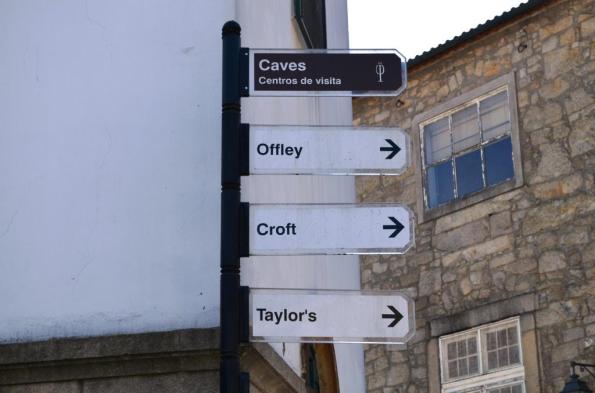 Caves
Centros de visita
Offley
Croft
Taylor's